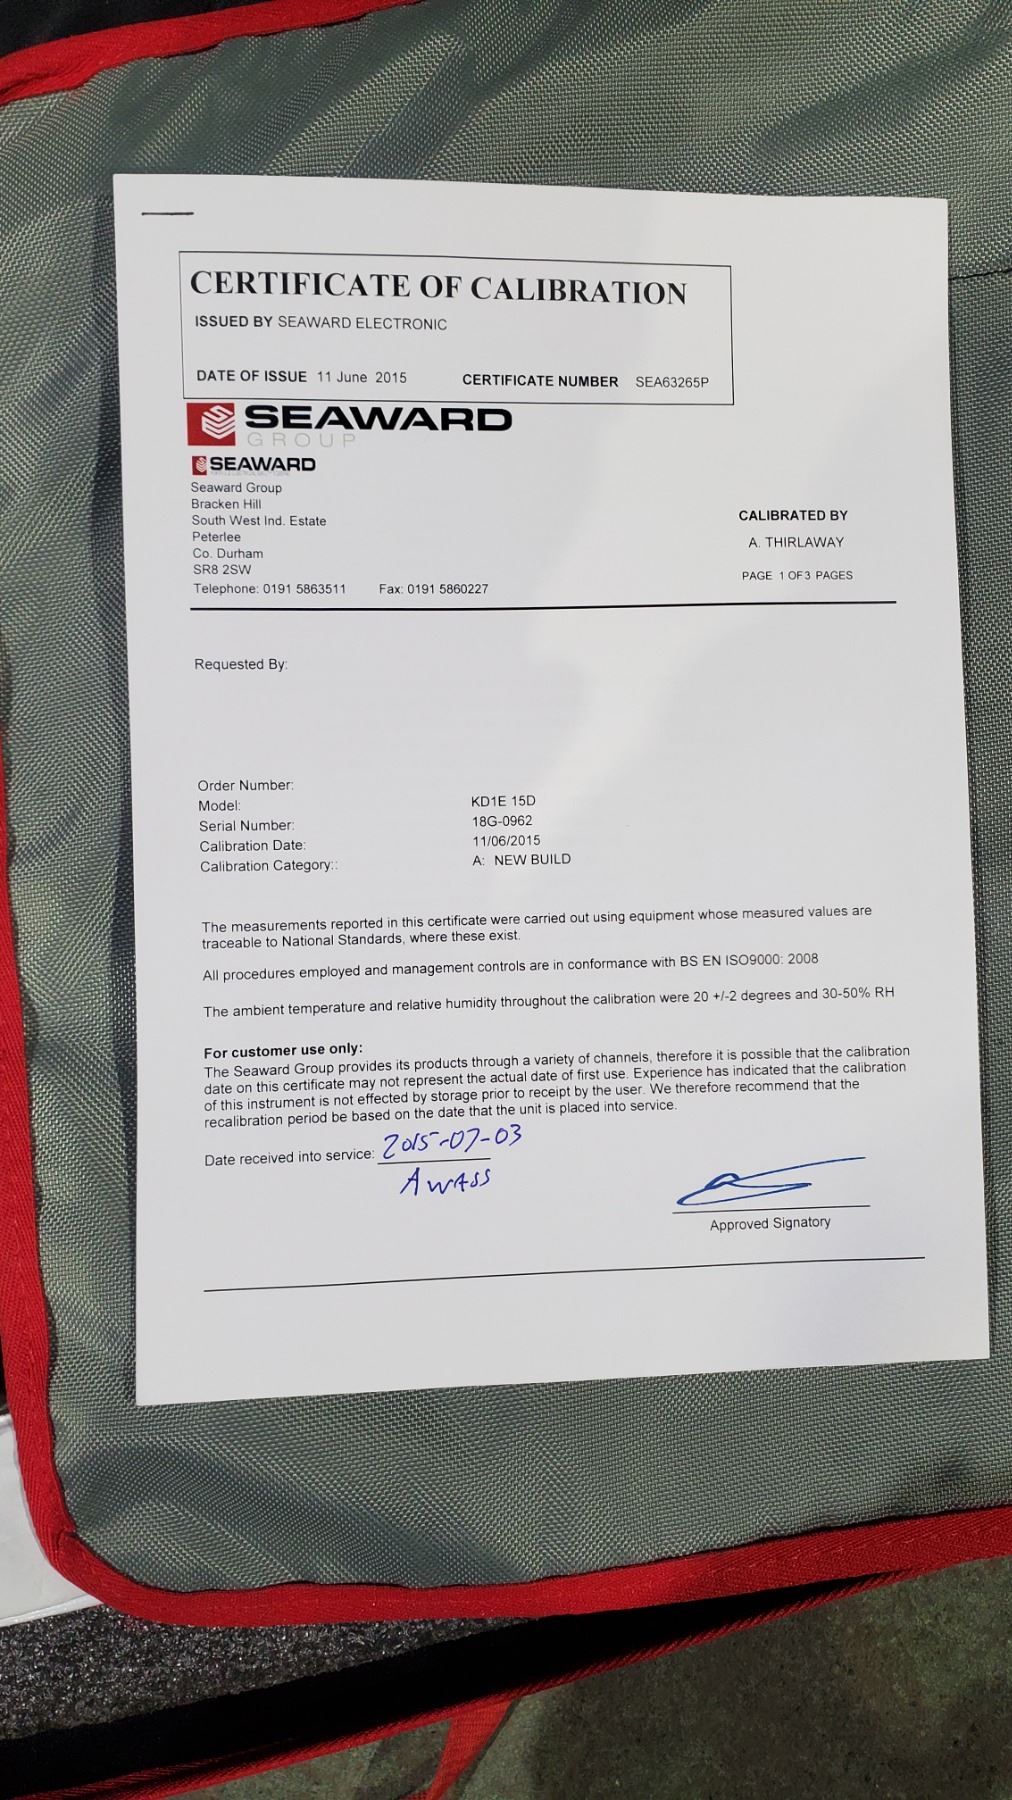 CERTIFICATE OF CALIBRATION
ISSUED BY SEAWARD ELECTRONIC
DATE OF ISSUE 11 June 2015 CERTIFICATE NUMBER SEA63265P
SEAWARD
GROUP
SEAWARD
Seaward Group
Bracken Hill
South West Ind. Estate
Peterlee
Co. Durham
SR8 2SW
Telephone: 0191 5863511 Fax: 0191 5860227
CALIBRATED BY
A. THIRLAWAY
PAGE 1 OF3 PAGES
Requested By:
Order Number:
Model: KD1E 15D
Serial Number: 18G-0962
Calibration Date: 11/06/2015
Calibration Category:: A: NEW BUILD
The measurements reported in this certificate were carried out using equipment whose measured values are
traceable to National Standards, where these exist.
All procedures employed and management controls are in conformance with BS EN ISO9000: 2008
The ambient temperature and relative humidity throughout the calibration were 20 +/-2 degrees and 30-50% RH
For customer use only:
The Seaward Group provides its products through a variety of channels, therefore it is possible that the calibration
date on this certificate may not represent the actual date of first use. Experience has indicated that the calibration
of this instrument is not effected by storage prior to receipt by the user. We therefore recommend that the
recalibration period be based on the date that the unit is placed into service.
Date received into service: 2015-07-03
AWASS
Approved Signatory